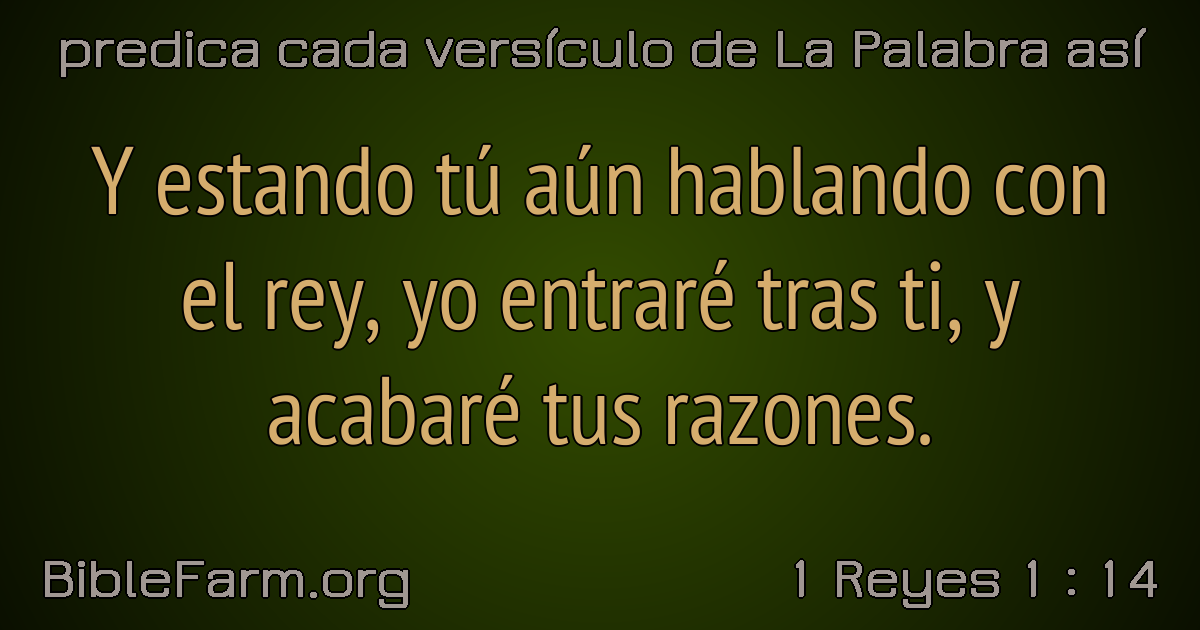 predica cada versículo de La Palabra así
Y estando tú aún hablando con
el rey, yo entraré tras ti, y
acabaré tus razones.
BibleFarm.org
1 Reyes 1 : 14